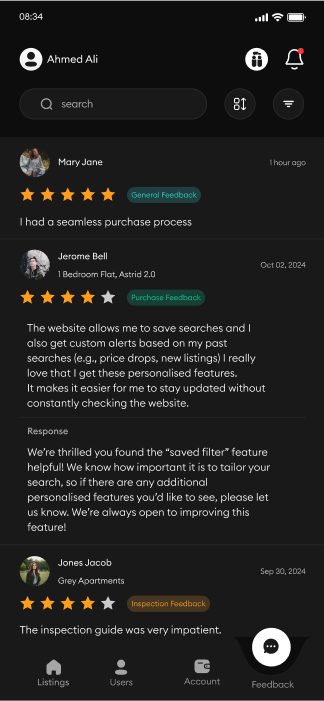 08:34
Ahmed Ali
search
Mary Jane
1 hour ago
General Feedback
I had a seamless purchase process
Jerome Bell
Oct 02, 2024
1 Bedroom Flat, Astrid 2.0
Purchase Feedback
The website allows me to save searches and I
also get custom alerts based on my past
searches (e.g., price drops, new listings) I really
love that I get these personalised features.
It makes it easier for me to stay updated without
constantly checking the website.
Response
We’re thrilled you found the “saved filter” feature
helpful! We know how important it is to tailor your
search, so if there are any additional
personalised features you’d like to see, please let
us know. We’re always open to improving this
feature!
Jones Jacob
Sep 30, 2024
Grey Apartments
Inspection Feedback
The inspection guide was very impatient.
Listings
Users
Account
Feedback